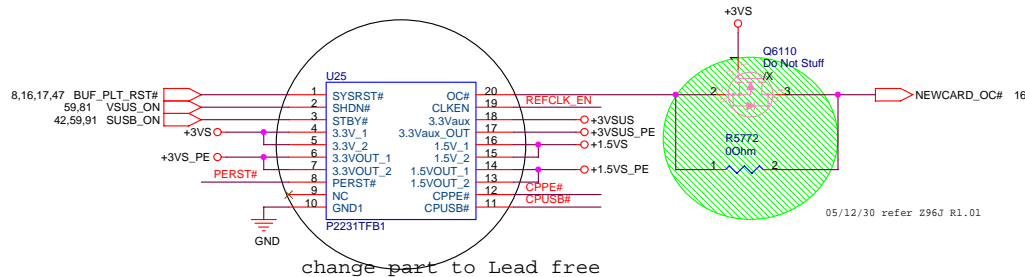 +3VS
Q6110
Do Not Stuff
/X
1
2
3
U25
8,16,17,47 BUF_PLT_RST# 1 SYSRST# OC# 20 NEWCARD_OC# 16
59,81 VSUS_ON 2 SHDN# CLKEN 19 REFCLK_EN
42,59,91 SUSB_ON 3 STBY# 3.3Vaux 18 +3VSUS
+3VS 4 3.3V_1 3.3Vaux_OUT 17 +3VSUS_PE
5 3.3V_2 1.5V_1 16 +1.5VS
+3VS_PE 6 3.3VOUT_1 1.5V_2 15
7 3.3VOUT_2 1.5VOUT_1 14 +1.5VS_PE
PERST# 8 PERST# 1.5VOUT_2 13
9 NC CPPE# 12 CPPE#
10 GND1 CPUSB# 11 CPUSB#
P2231TFB1
GND
R5772
0Ohm
1 2
05/12/30 refer Z96J R1.01
change part to Lead free